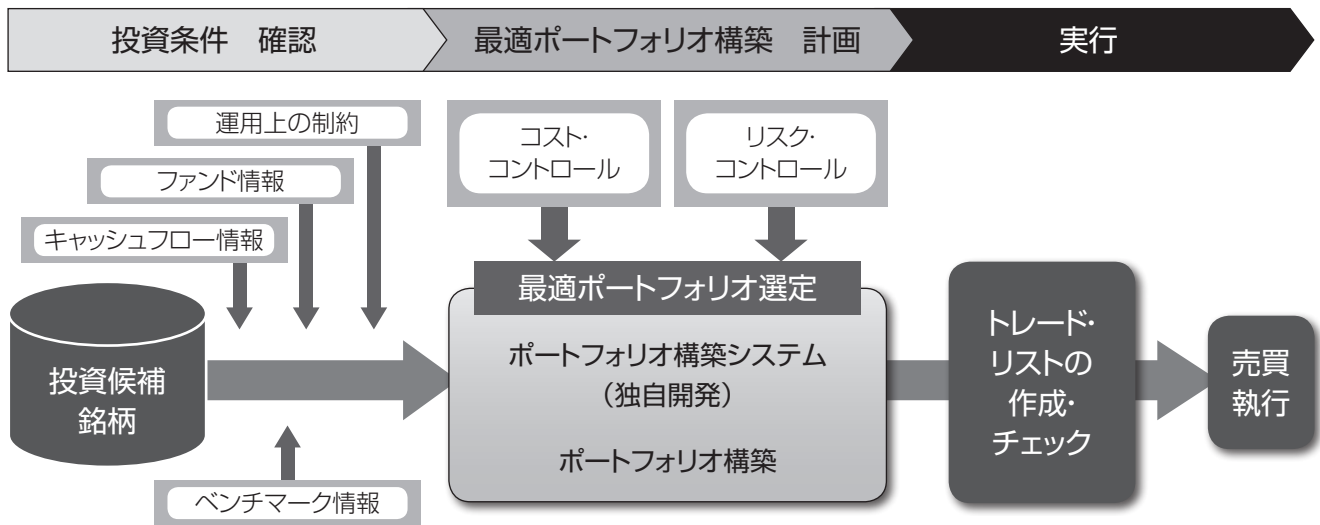 投資条件　確認
最適ポートフォリオ構築　計画
実行
運用上の制約
ファンド情報
キャッシュフロー情報
投資候補
銘柄
ベンチマーク情報
コスト・
コントロール
リスク・
コントロール
最適ポートフォリオ選定
ポートフォリオ構築システム
（独自開発）
ポートフォリオ構築
トレード・
リストの
作成・
チェック
売買
執行